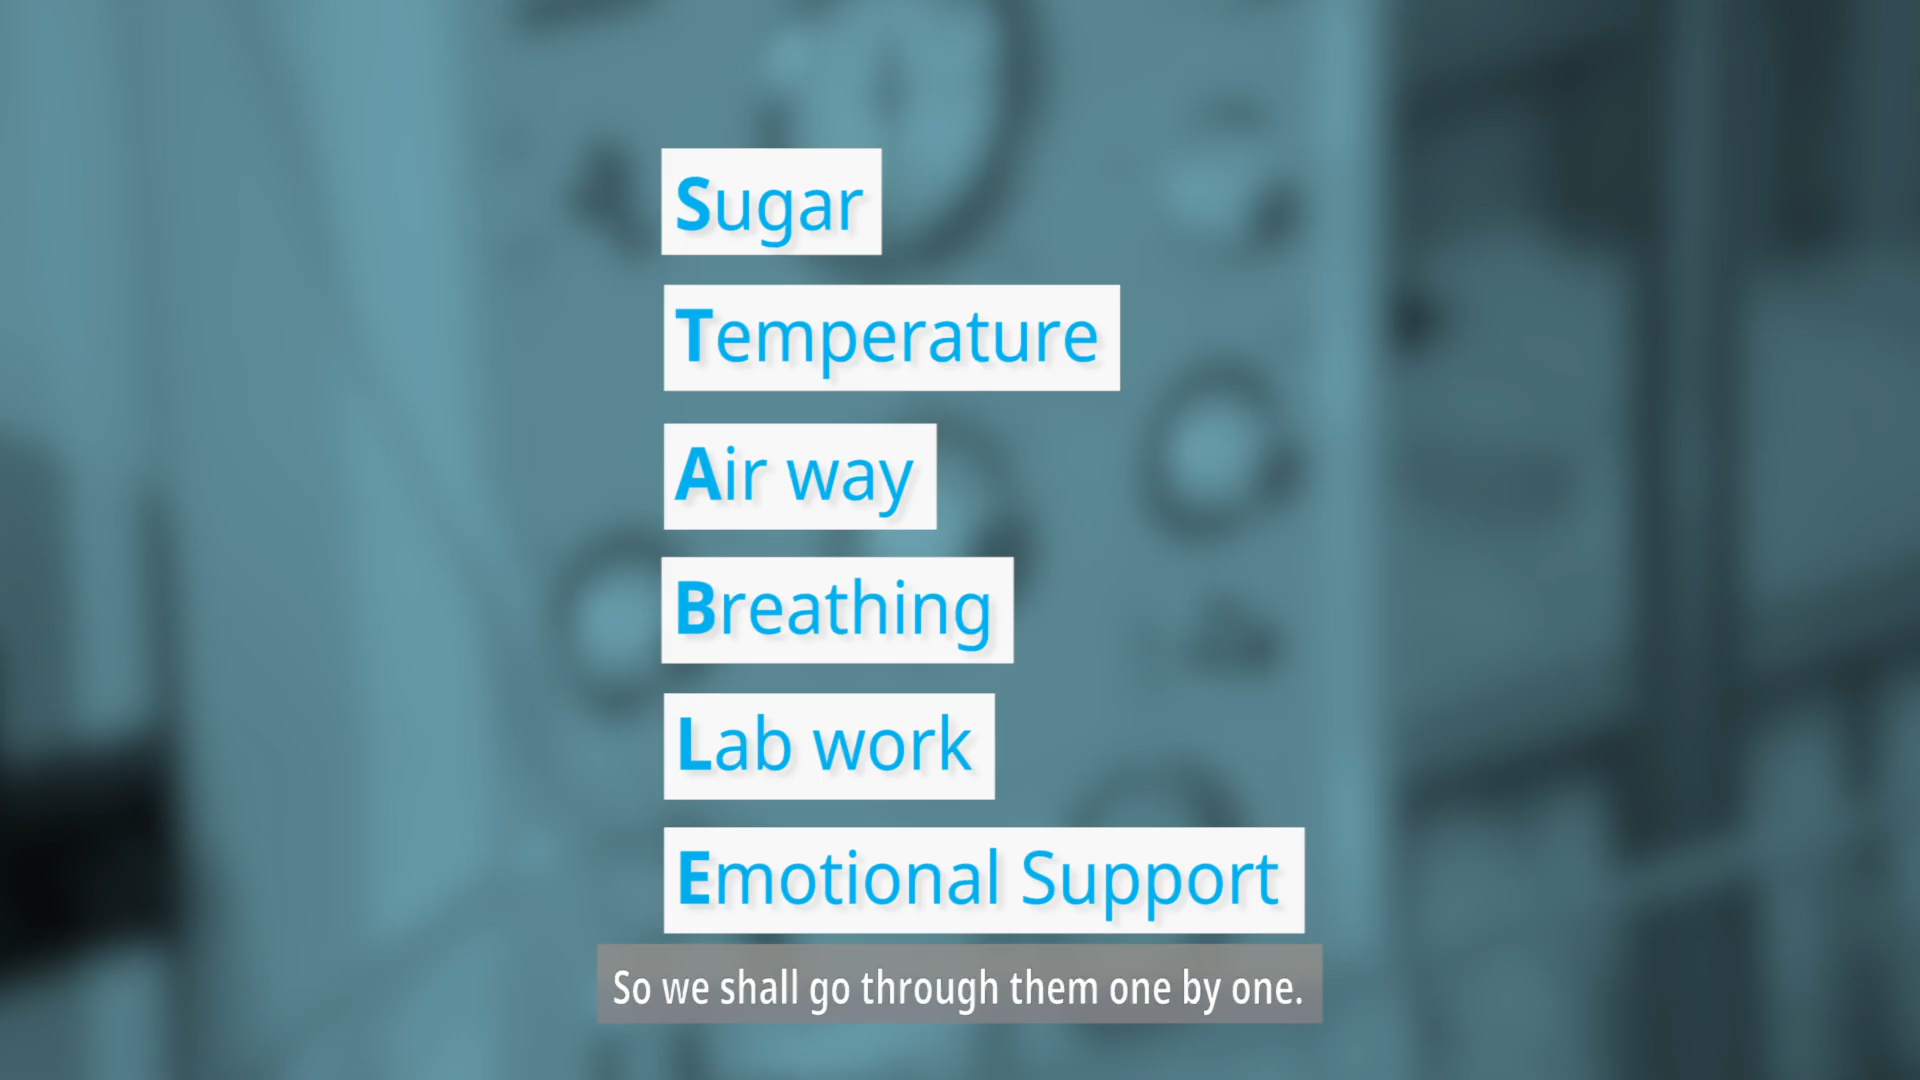 Sugar
Temperature
Air way
Breathing
Lab work
Emotional Support
So we shall go through them one by one.